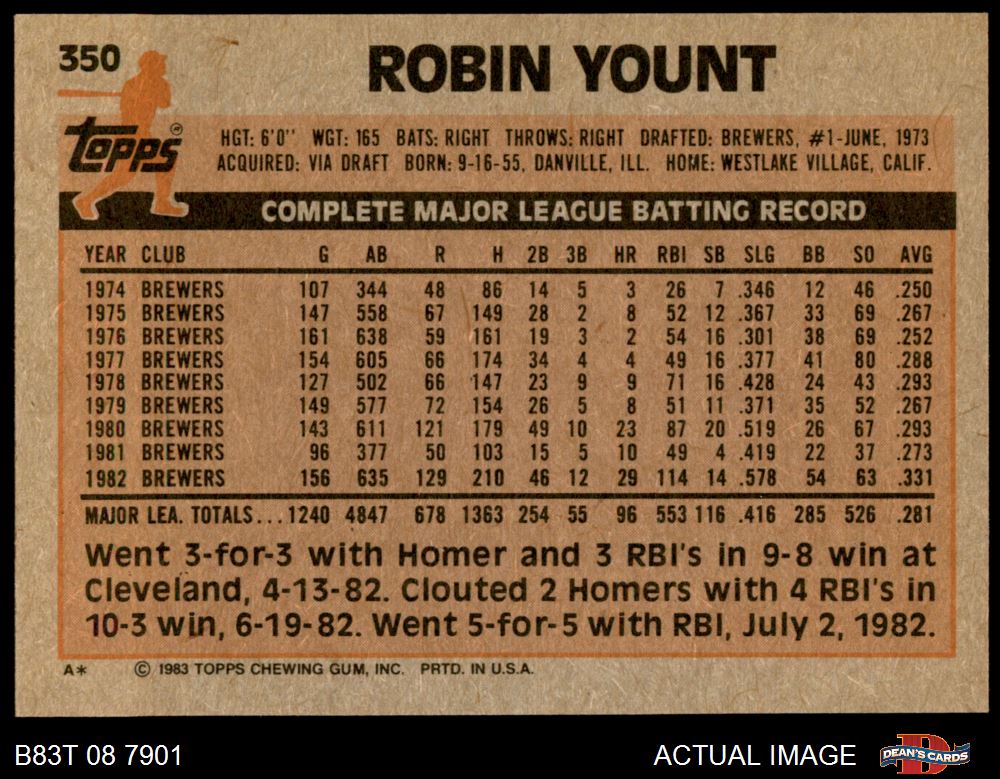 350
ROBIN YOUNT
Topps®
HGT: 6'0" WGT: 165 BATS: RIGHT THROWS: RIGHT DRAFTED: BREWERS, #1-JUNE, 1973
ACQUIRED: VIA DRAFT BORN: 9-16-55, DANVILLE, ILL. HOME: WESTLAKE VILLAGE, CALIF.
COMPLETE MAJOR LEAGUE BATTING RECORD
YEAR CLUB G AB R H 2B 3B HR RBI SB SLG BB SO AVG
1974 BREWERS 107 344 48 86 14 5 3 26 7 .346 12 46 .250
1975 BREWERS 147 558 67 149 28 2 8 52 12 .367 33 69 .267
1976 BREWERS 161 638 59 161 19 3 2 54 16 .301 38 69 .252
1977 BREWERS 154 605 66 174 34 4 4 49 16 .377 41 80 .288
1978 BREWERS 127 502 66 147 23 9 9 71 16 .428 24 43 .293
1979 BREWERS 149 577 72 154 26 5 8 51 11 .371 35 52 .267
1980 BREWERS 143 611 121 179 49 10 23 87 20 .519 26 67 .293
1981 BREWERS 96 377 50 103 15 5 10 49 4 .419 22 37 .273
1982 BREWERS 156 635 129 210 46 12 29 114 14 .578 54 63 .331
MAJOR LEA. TOTALS... 1240 4847 678 1363 254 55 96 553 116 .416 285 526 .281
Went 3-for-3 with Homer and 3 RBI's in 9-8 win at
Cleveland, 4-13-82. Clouted 2 Homers with 4 RBI's in
10-3 win, 6-19-82. Went 5-for-5 with RBI, July 2, 1982.
A* © 1983 TOPPS CHEWING GUM, INC. PRTD. IN U.S.A.
B83T 08 7901 ACTUAL IMAGE
D
DEAN'S CARDS